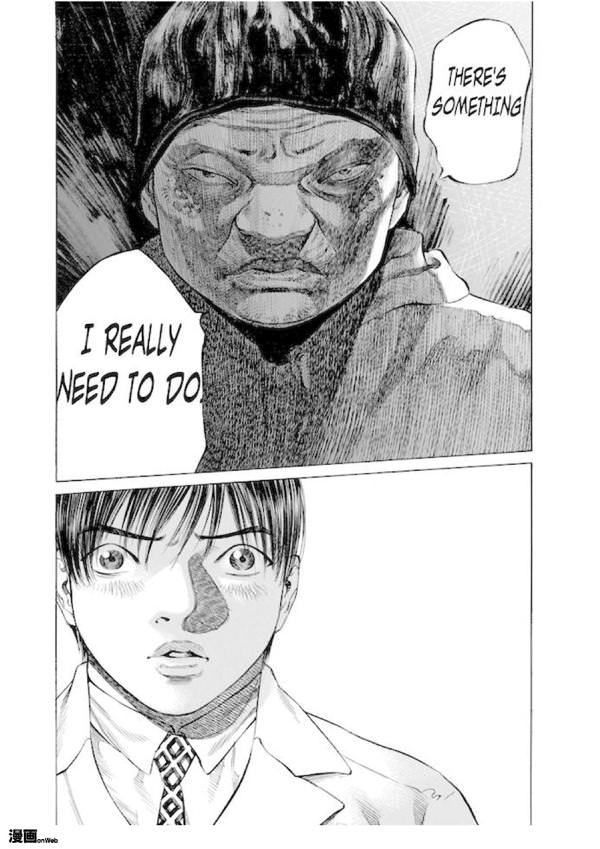 THERE'S
SOMETHING
I REALLY
NEED TO DO.
漫画onWeb